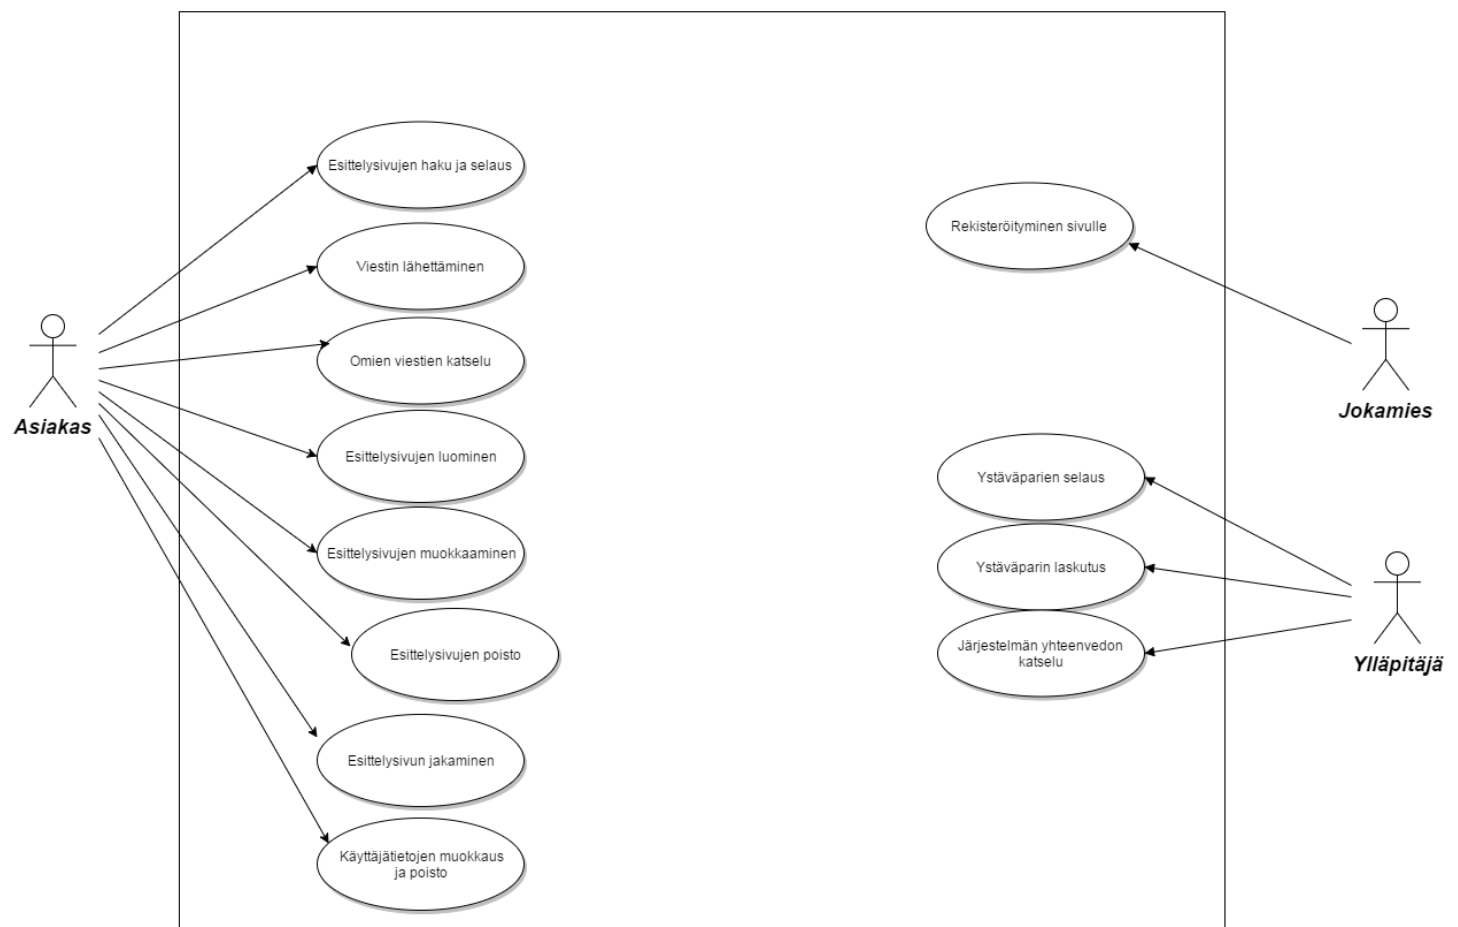 Esittelysivujen haku ja selaus
Viestin lähettäminen
Omien viestien katselu
Esittelysivujen luominen
Esittelysivujen muokkaaminen
Esittelysivujen poisto
Esittelysivun jakaminen
Käyttäjätietojen muokkaus
ja poisto
Asiakas
Rekisteröityminen sivulle
Jokamies
Ystäväparien selaus
Ystäväparin laskutus
Järjestelmän yhteenvedon
katselu
Ylläpitäjä